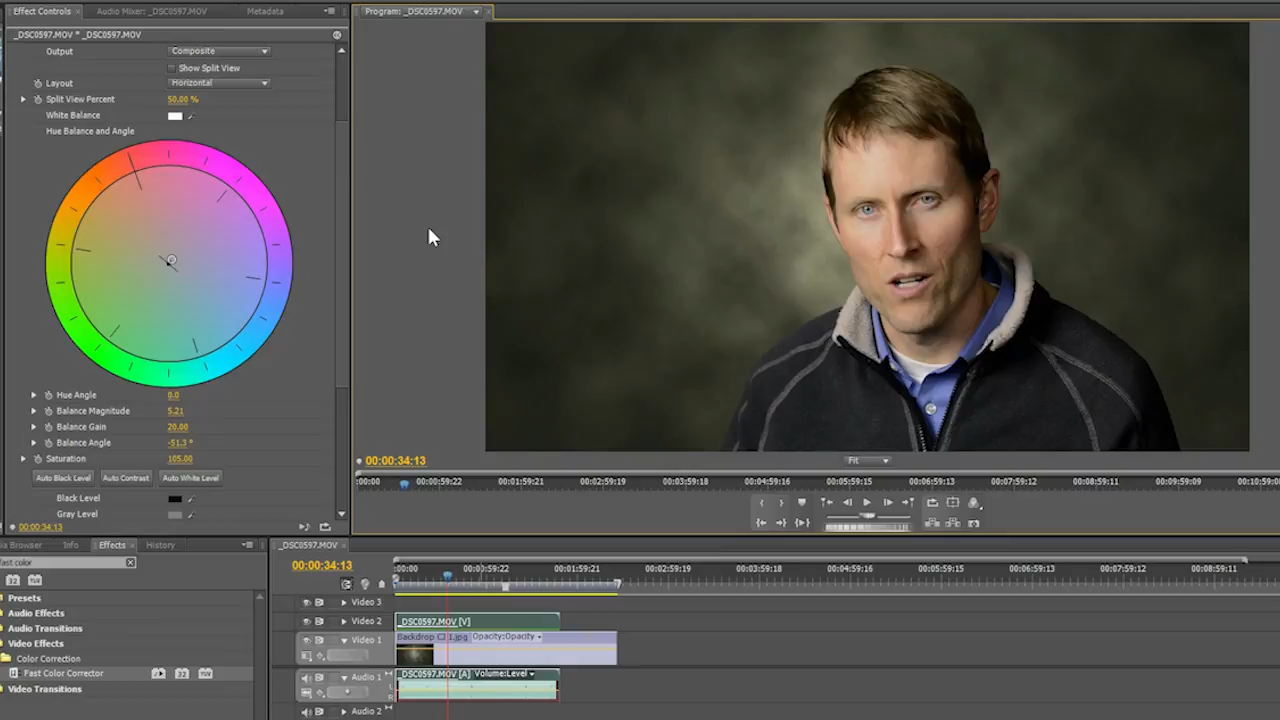 Effect Controls × Audio Mixer: _DSC0597.MOV Metadata
_DSC0597.MOV * _DSC0597.MOV
Output Composite
Show Split View
Layout Horizontal
Split View Percent 50.00 %
White Balance
Hue Balance and Angle
Hue Angle 0.0
Balance Magnitude 5.21
Balance Gain 20.00
Balance Angle -51.3 °
Saturation 105.00
Auto Black Level Auto Contrast Auto White Level
Black Level
Gray Level
00:00:34:13
Program: _DSC0597.MOV ×
00:00:34:13 Fit
:00:00 00:00:59:22 00:01:59:21 00:02:59:19 00:03:59:18 00:04:59:16 00:05:59:15 00:06:59:13 00:07:59:12 00:08:59:11 00:09:59:09 00:10:59:0
ia Browser Info Effects × History
fast color
32 YUV
Presets
Audio Effects
Audio Transitions
Video Effects
Color Correction
Fast Color Corrector 32 YUV
Video Transitions
_DSC0597.MOV ×
00:00:34:13 :00:00 00:01:59:21 00:02:59:19 00:03:59:18 00:04:59:16 00:05:59:15 00:06:59:13 00:07:59:12 00:08:59:11
Video 3
Video 2 _DSC0597.MOV [V]
Video 1 Backdrop Opacity:Opacity
Audio 1 _DSC0597.MOV [A] Volume:Level
L
R
Audio 2